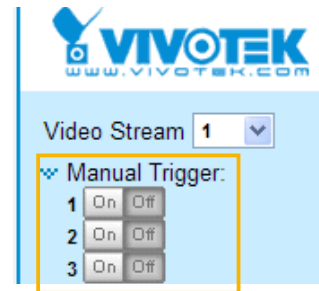 VIVOTEK
www.vivotek.com
Video Stream 1
Manual Trigger:
1 On Off
2 On Off
3 On Off